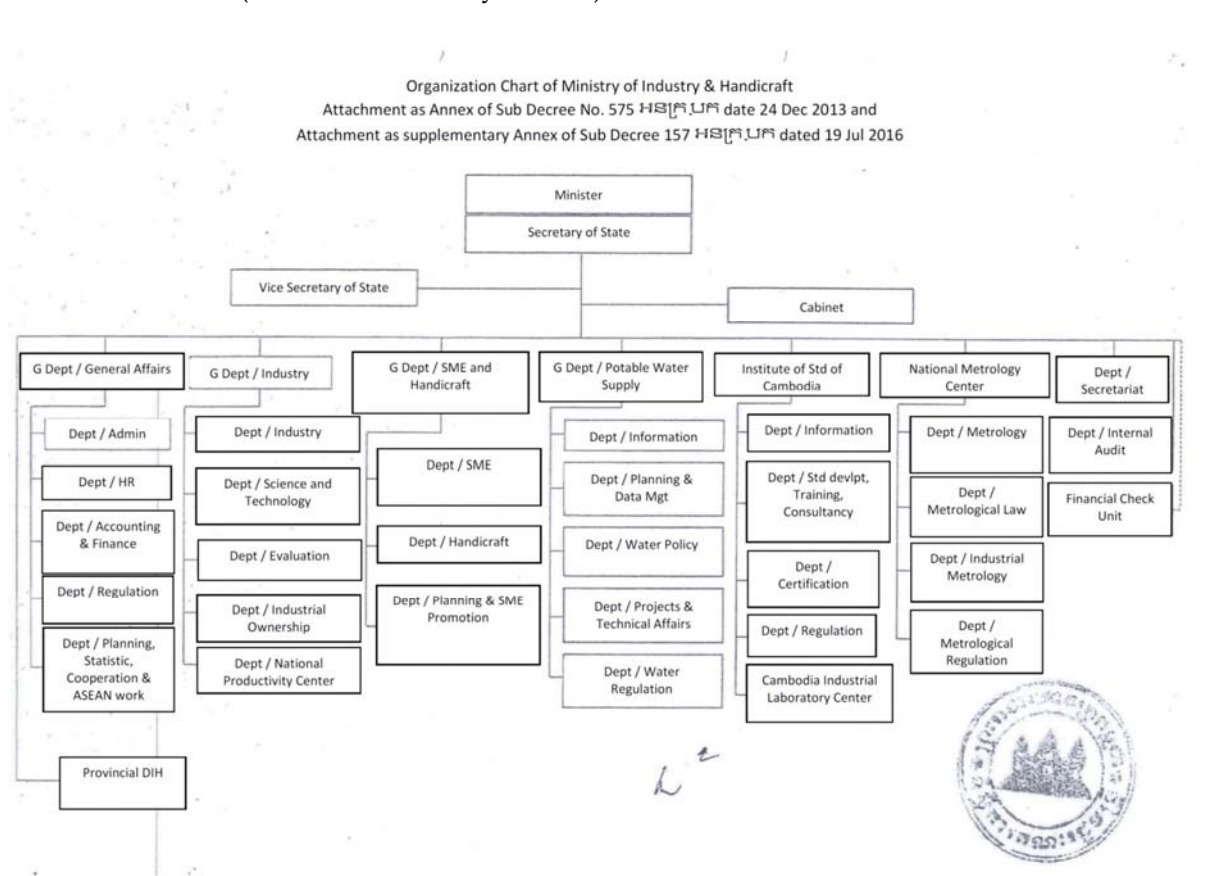 Organization Chart of Ministry of Industry & Handicraft
Attachment as Annex of Sub Decree No. 575 អនក្រ.បក date 24 Dec 2013 and
Attachment as supplementary Annex of Sub Decree 157 អនក្រ.បក dated 19 Jul 2016
Minister
Secretary of State
Vice Secretary of State
Cabinet
G Dept / General Affairs
Dept / Admin
Dept / HR
Dept / Accounting
& Finance
Dept / Regulation
Dept / Planning,
Statistic,
Cooperation &
ASEAN work
Provincial DIH
G Dept / Industry
Dept / Industry
Dept / Science and
Technology
Dept / Evaluation
Dept / Industrial
Ownership
Dept / National
Productivity Center
G Dept / SME and
Handicraft
Dept / SME
Dept / Handicraft
Dept / Planning & SME
Promotion
G Dept / Potable Water
Supply
Dept / Information
Dept / Planning &
Data Mgt
Dept / Water Policy
Dept / Projects &
Technical Affairs
Dept / Water
Regulation
Institute of Std of
Cambodia
Dept / Information
Dept / Std devlpt,
Training,
Consultancy
Dept /
Certification
Dept / Regulation
Cambodia Industrial
Laboratory Center
National Metrology
Center
Dept / Metrology
Dept /
Metrological Law
Dept / Industrial
Metrology
Dept /
Metrological
Regulation
Dept /
Secretariat
Dept / Internal
Audit
Financial Check
Unit